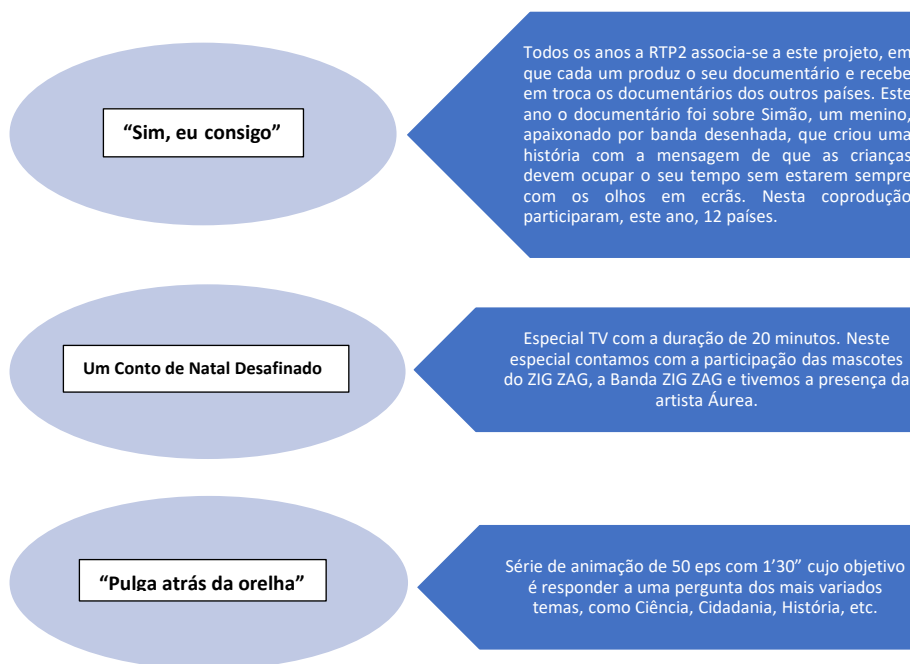 “Sim, eu consigo”
Todos os anos a RTP2 associa-se a este projeto, em
que cada um produz o seu documentário e recebe
em troca os documentários dos outros países. Este
ano o documentário foi sobre Simão, um menino,
apaixonado por banda desenhada, que criou uma
história com a mensagem de que as crianças
devem ocupar o seu tempo sem estarem sempre
com os olhos em ecrãs. Nesta coprodução
participaram, este ano, 12 países.
Um Conto de Natal Desafinado
Especial TV com a duração de 20 minutos. Neste
especial contamos com a participação das mascotes
do ZIG ZAG, a Banda ZIG ZAG e tivemos a presença da
artista Áurea.
“Pulga atrás da orelha”
Série de animação de 50 eps com 1’30” cujo objetivo
é responder a uma pergunta dos mais variados
temas, como Ciência, Cidadania, História, etc.